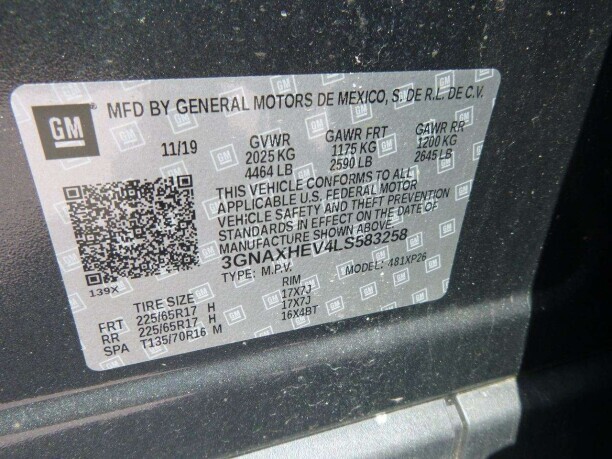 GM
MFD BY GENERAL MOTORS DE MEXICO, S. DE R.L. DE C.V.
11/19 GVWR GAWR FRT GAWR RR
2025 KG 1175 KG 1200 KG
4464 LB 2590 LB 2645 LB
THIS VEHICLE CONFORMS TO ALL
APPLICABLE U.S. FEDERAL MOTOR
VEHICLE SAFETY AND THEFT PREVENTION
STANDARDS IN EFFECT ON THE DATE OF
MANUFACTURE SHOWN ABOVE.
3GNAXHEV4LS583258
TYPE: M.P.V. MODEL: 481XP26
139X
TIRE SIZE RIM
FRT 225/65R17 H 17X7J
RR 225/65R17 H 17X7J
SPA T135/70R16 M 16X4BT